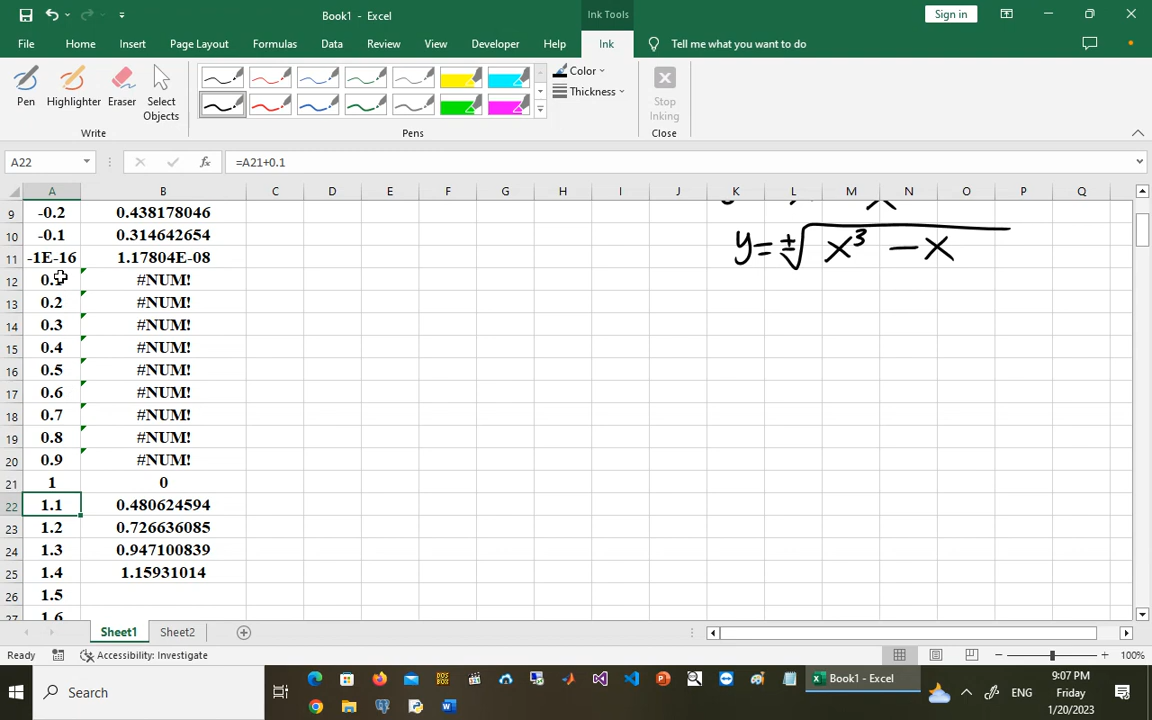 Book1 - Excel
Ink Tools
Sign in
File Home Insert Page Layout Formulas Data Review View Developer Help Ink Tell me what you want to do
Pen Highlighter Eraser Select Objects
Color
Thickness
Stop Inking
Write Pens Close
A22 =A21+0.1
A B C D E F G H I J K L M N O P Q
9 -0.2 0.438178046
10 -0.1 0.314642654
y=±√x³ −x
11 -1E-16 1.17804E-08
12 0.1 #NUM!
13 0.2 #NUM!
14 0.3 #NUM!
15 0.4 #NUM!
16 0.5 #NUM!
17 0.6 #NUM!
18 0.7 #NUM!
19 0.8 #NUM!
20 0.9 #NUM!
21 1 0
22 1.1 0.480624594
23 1.2 0.726636085
24 1.3 0.947100839
25 1.4 1.15931014
26 1.5
27 1.6
Sheet1 Sheet2
Ready Accessibility: Investigate 100%
Search
Book1 - Excel
ENG
9:07 PM
Friday
1/20/2023